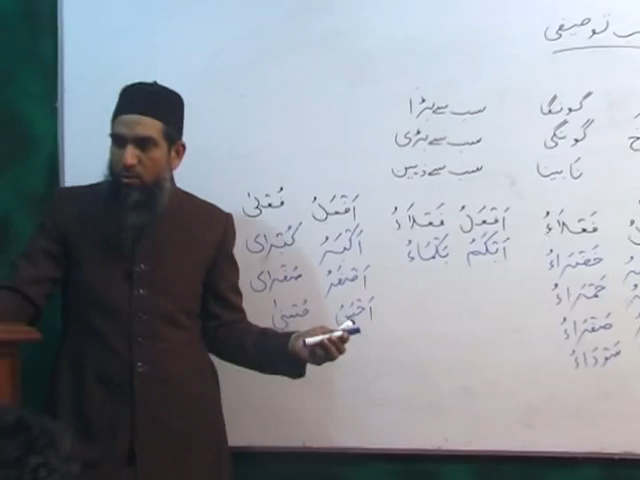 توصیفی
گونگا سب سے بڑا
گونگی سب سے بڑی
نابینا سب سے ذہین
فَعْلَاءُ اَفْعَلُ فَعْلَاءُ اَفْعَلُ فُعْلٰی
خَضْرَاءُ اَبْكَمُ بَكْمَاءُ اَكْبَرُ كُبْرٰی
حَمْرَاءُ اَصْغَرُ صُغْرٰی
صَفْرَاءُ حُسْنٰی
سَوْدَاءُ